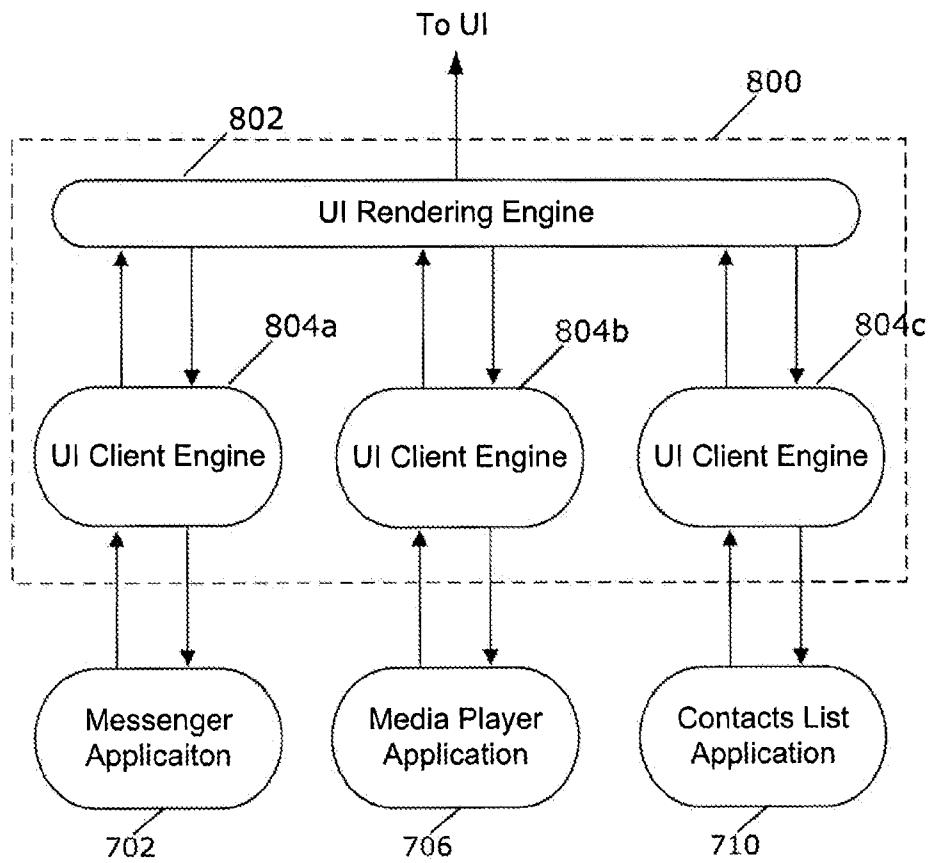 To UI
800
802
UI Rendering Engine
804a
804b
804c
UI Client Engine
UI Client Engine
UI Client Engine
Messenger
Applicaiton
Media Player
Application
Contacts List
Application
702
706
710